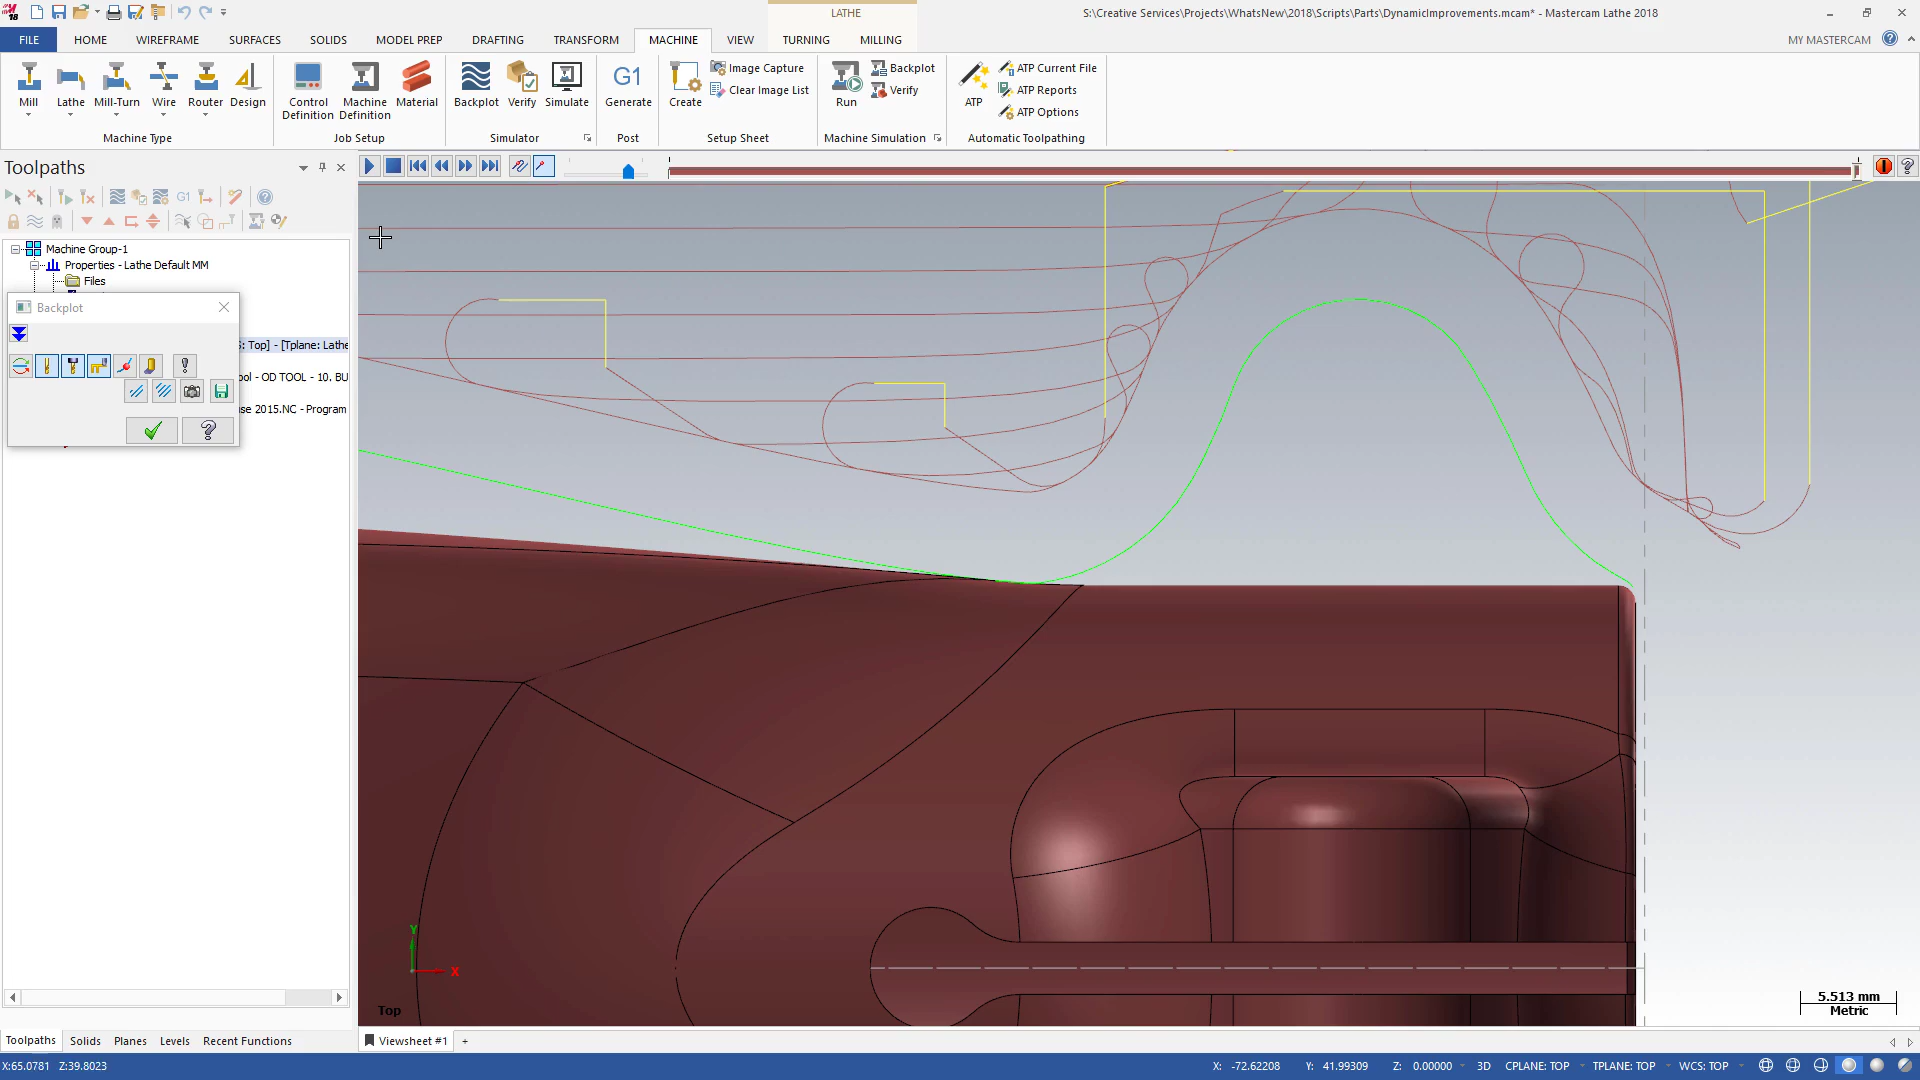 LATHE
S:\Creative Services\Projects\WhatsNew\2018\Scripts\Parts\DynamicImprovements.mcam* - Mastercam Lathe 2018
FILE HOME WIREFRAME SURFACES SOLIDS MODEL PREP DRAFTING TRANSFORM MACHINE VIEW TURNING MILLING MY MASTERCAM
Mill Lathe Mill-Turn Wire Router Design
Machine Type
Control Definition Machine Definition Material
Job Setup
Backplot Verify Simulate
Simulator
G1
Generate
Post
Create
Image Capture
Clear Image List
Setup Sheet
Run
Backplot
Verify
Machine Simulation
ATP
ATP Current File
ATP Reports
ATP Options
Automatic Toolpathing
Toolpaths
G1
Machine Group-1
Properties - Lathe Default MM
Files
Backplot
: Top] - [Tplane: Lathe
ool - OD TOOL - 10. BU
use 2015.NC - Program
Y
X
Top
5.513 mm
Metric
Toolpaths Solids Planes Levels Recent Functions
Viewsheet #1 +
X:65.0781 Z:39.8023
X: -72.62208 Y: 41.99309 Z: 0.00000 3D CPLANE: TOP TPLANE: TOP WCS: TOP